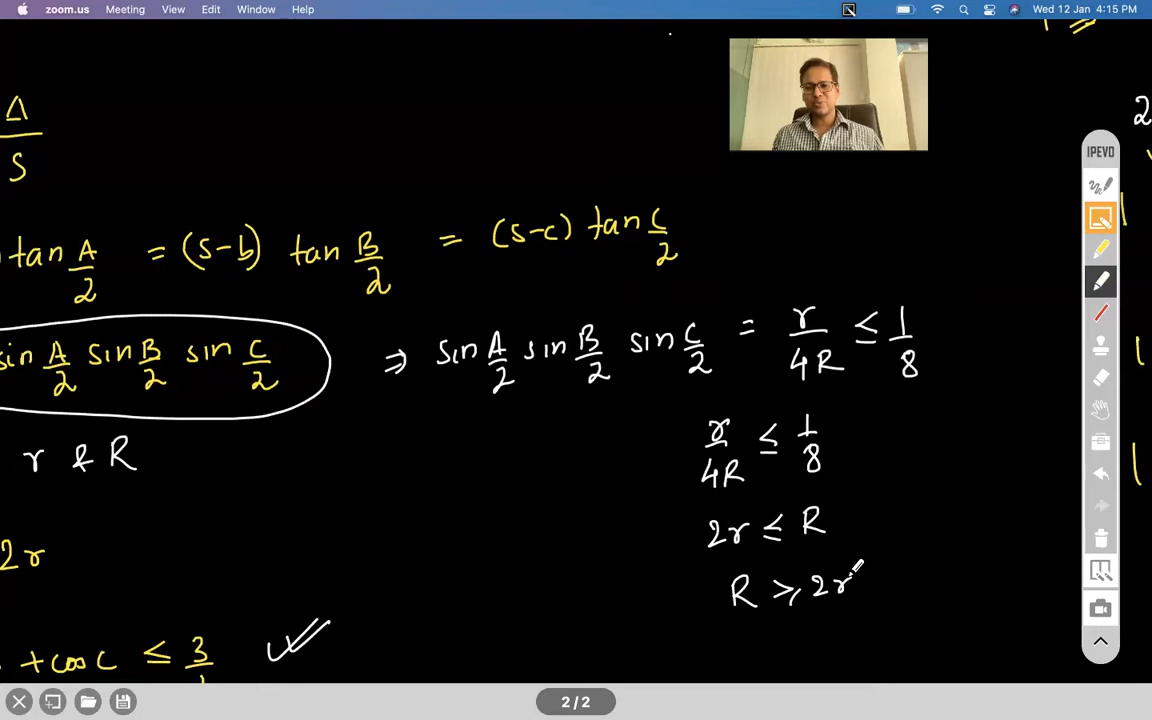 zoom.us Meeting View Edit Window Help Wed 12 Jan 4:15 PM
Δ
S
2
IPEVO
tan A/2 = (s-b) tan B/2 = (s-c) tan C/2
sin A/2 sin B/2 sin C/2 ⇒ sin A/2 sin B/2 sin C/2 = r/4R ≤ 1/8
r & R
r/4R ≤ 1/8
2r ≤ R
2r
R ≥ 2r
+cosC ≤ 3/
2/2